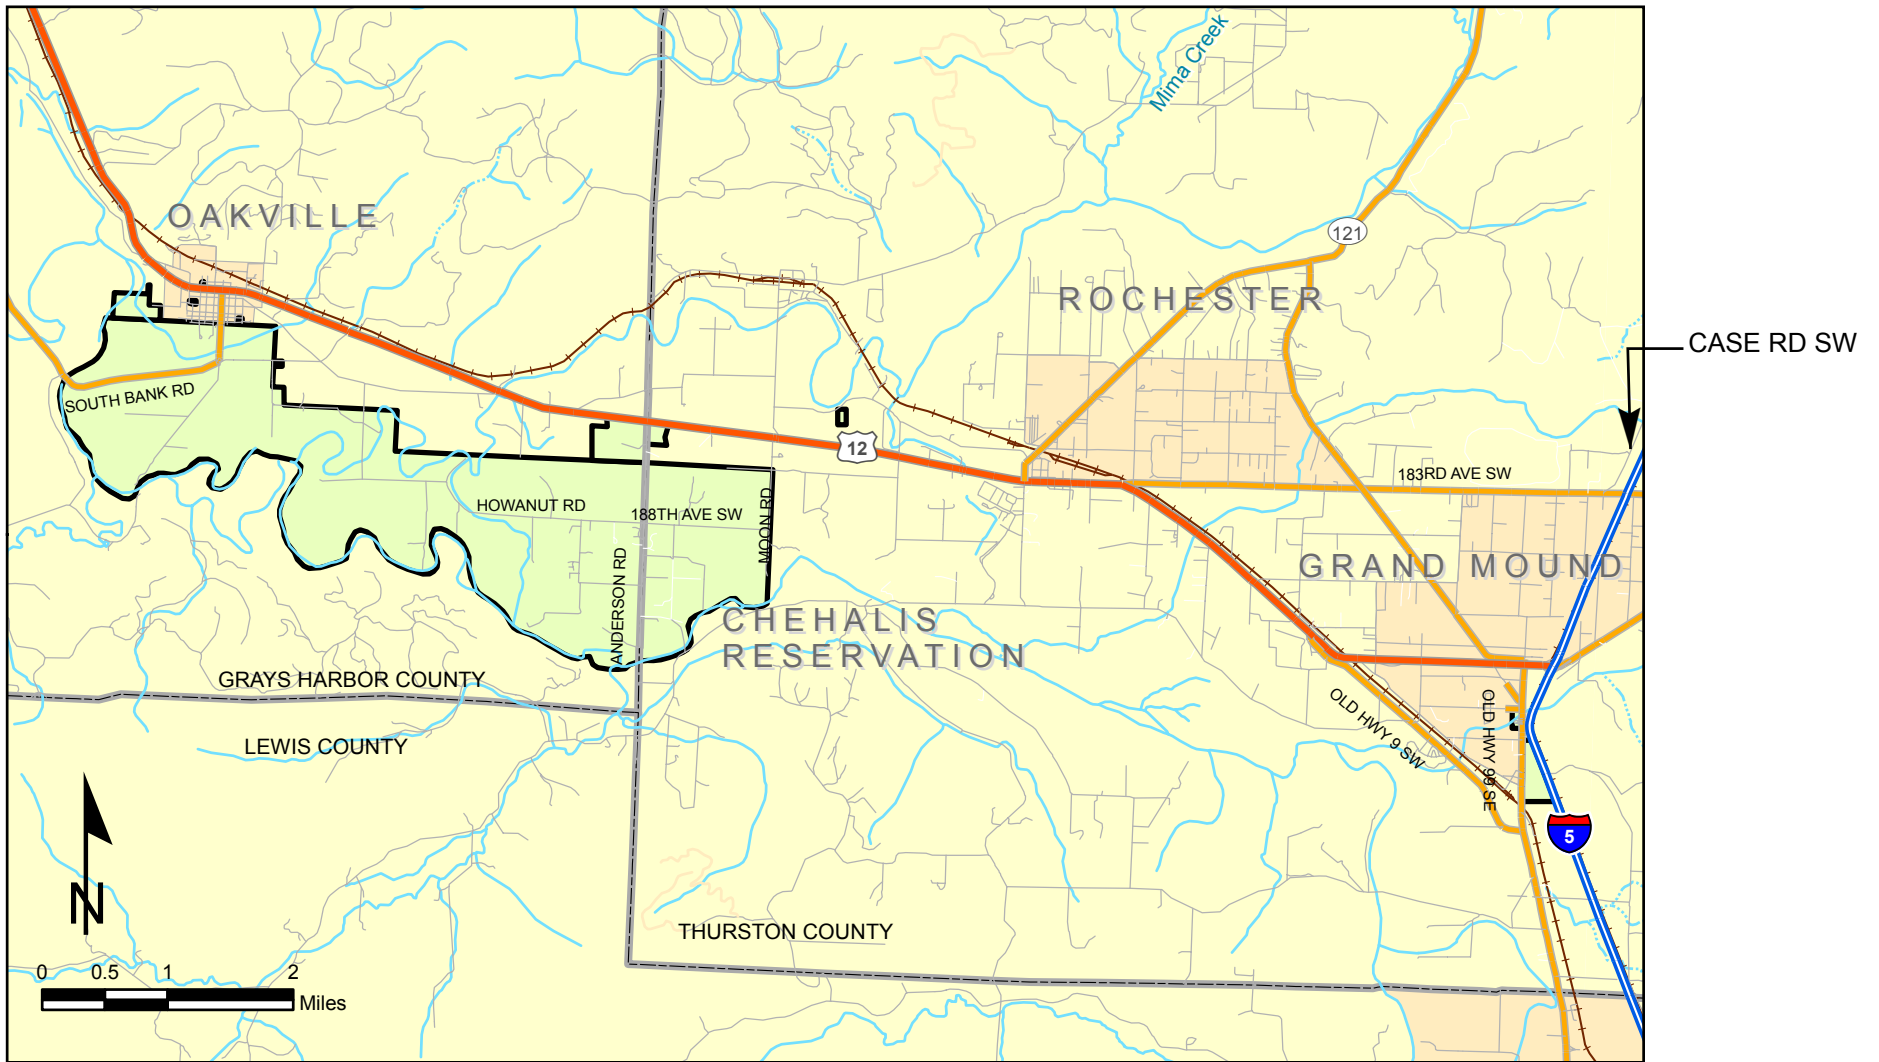 Mima Creek
OAKVILLE
121
ROCHESTER
CASE RD SW
SOUTH BANK RD
12
183RD AVE SW
HOWANUT RD
188TH AVE SW
MOON RD
ANDERSON RD
GRAND MOUND
CHEHALIS
RESERVATION
GRAYS HARBOR COUNTY
LEWIS COUNTY
OLD HWY 9 SW
OLD HWY 99 SE
5
N
THURSTON COUNTY
0 0.5 1 2
Miles